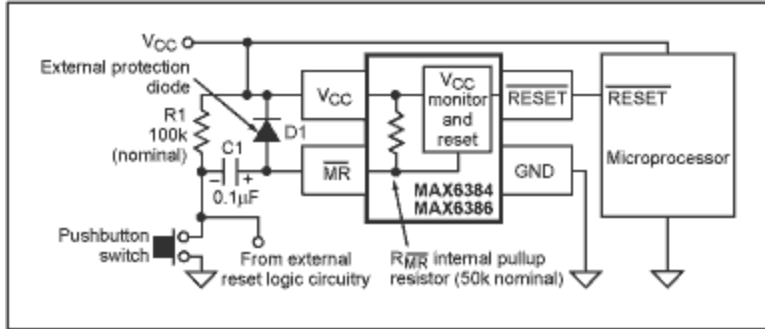 VCC
External protection
diode
R1
100k
(nominal)
C1
D1
− +
0.1µF
VCC
MR
VCC
monitor
and
reset
RESET
GND
MAX6384
MAX6386
RESET
Microprocessor
Pushbutton
switch
From external
reset logic circuitry
RMR internal pullup
resistor (50k nominal)